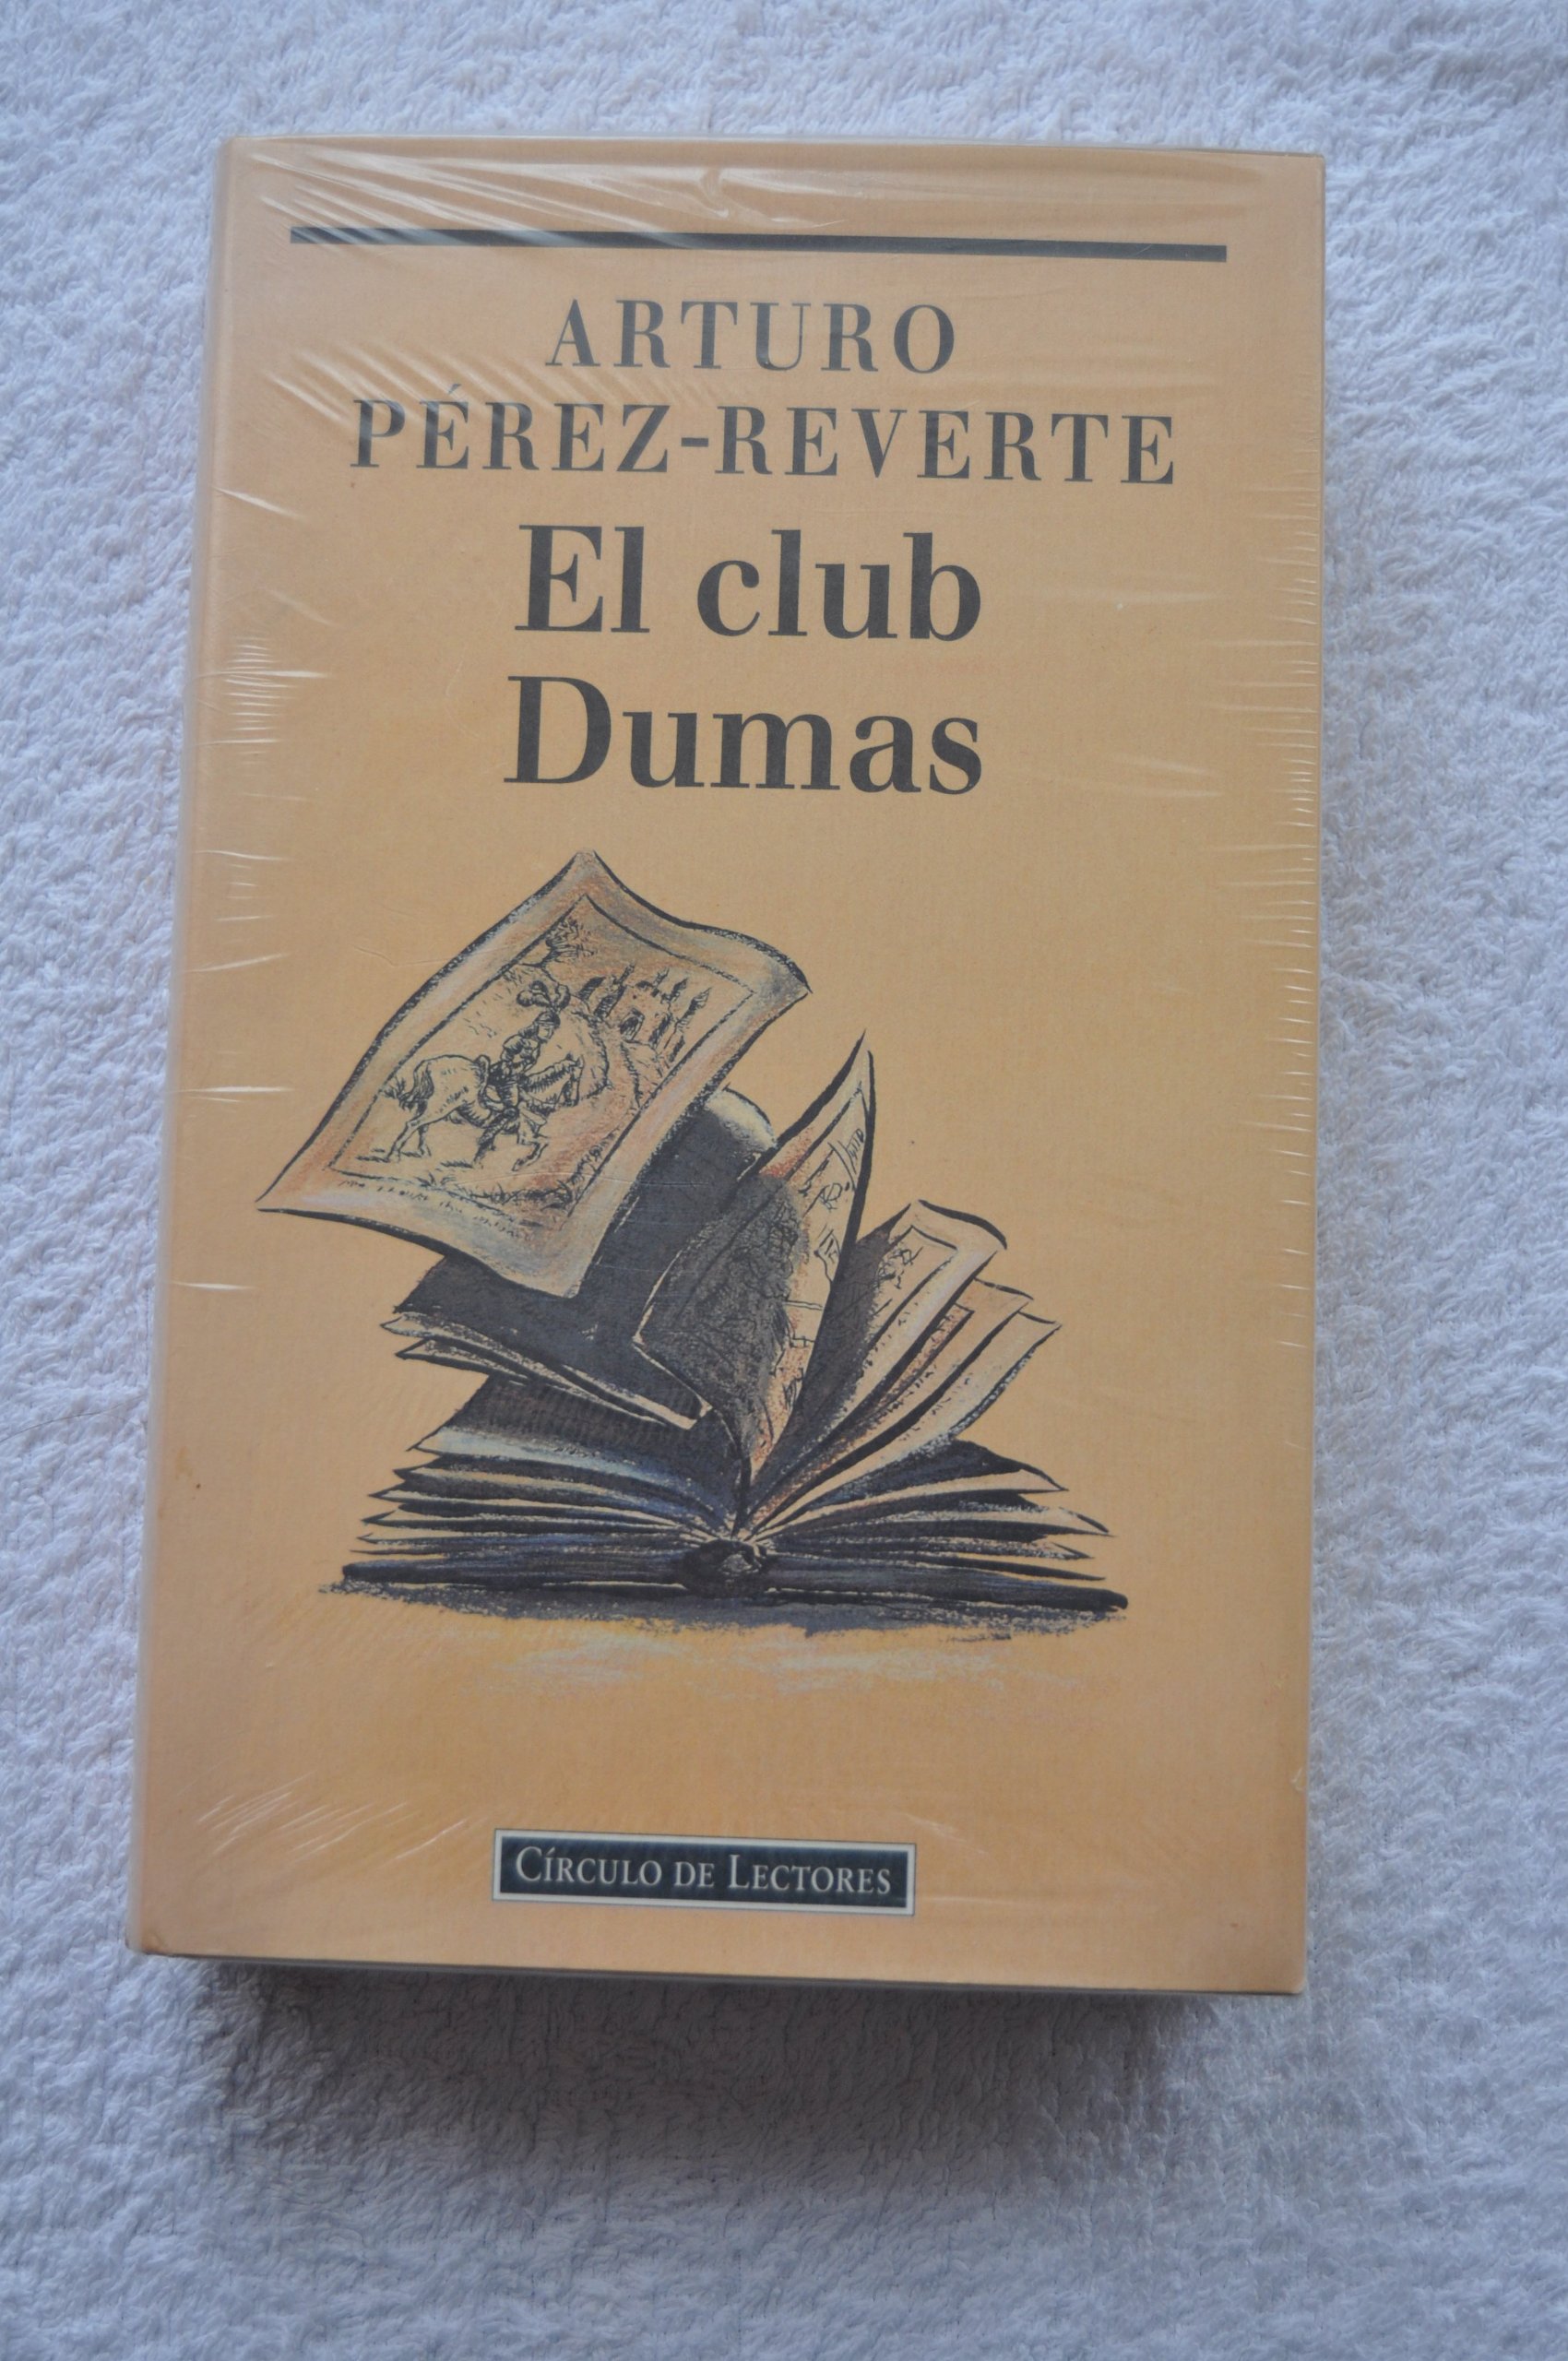 ARTURO
PÉREZ-REVERTE
El club
Dumas
CÍRCULO DE LECTORES